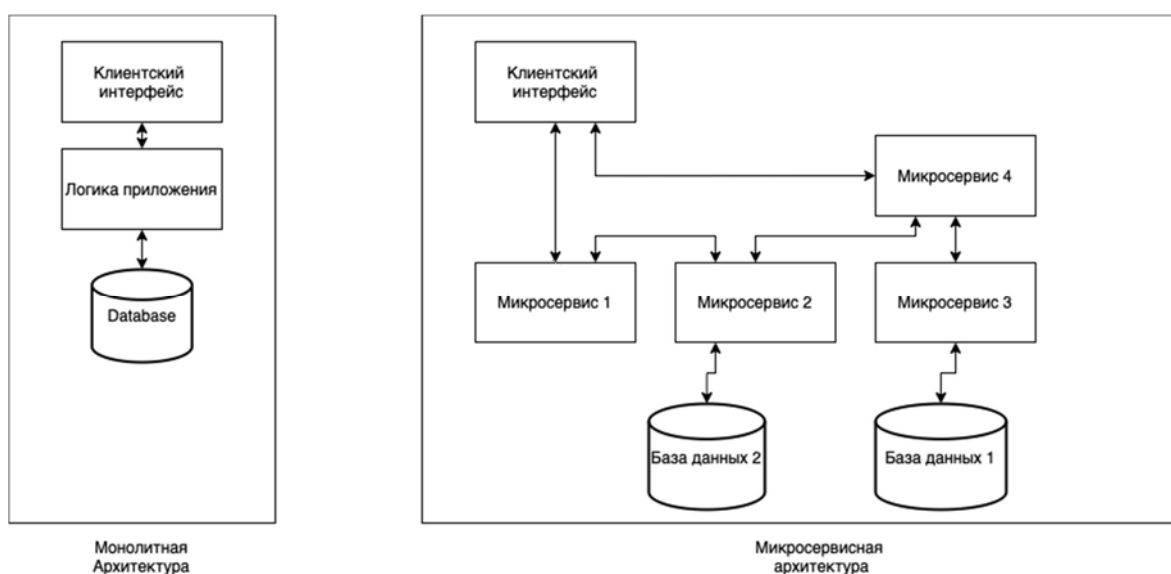 Клиентский
интерфейс
Логика приложения
Database
Монолитная
Архитектура
Клиентский
интерфейс
Микросервис 4
Микросервис 1
Микросервис 2
Микросервис 3
База данных 2
База данных 1
Микросервисная
архитектура